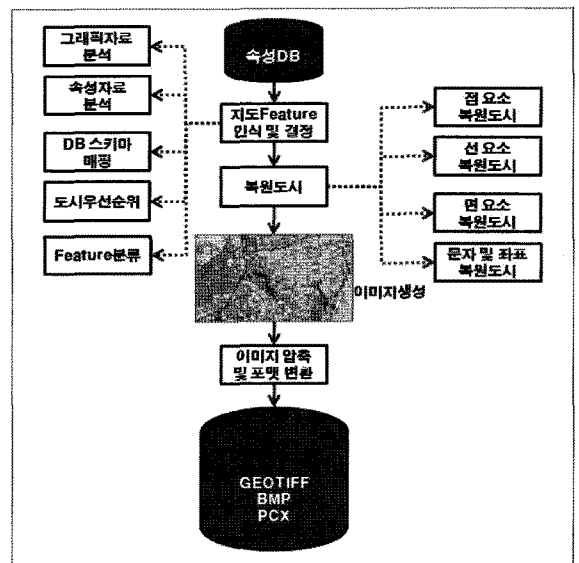 속성DB
그래픽자료
분석
속성자료
분석
DB 스키마
매핑
도시우선순위
Feature분류
지도Feature
인식 및 결정
복원도시
점 요소
복원도시
선 요소
복원도시
면 요소
복원도시
문자 및 좌표
복원도시
이미지생성
이미지 압축
및 포맷 변환
GEOTIFF
BMP
PCX